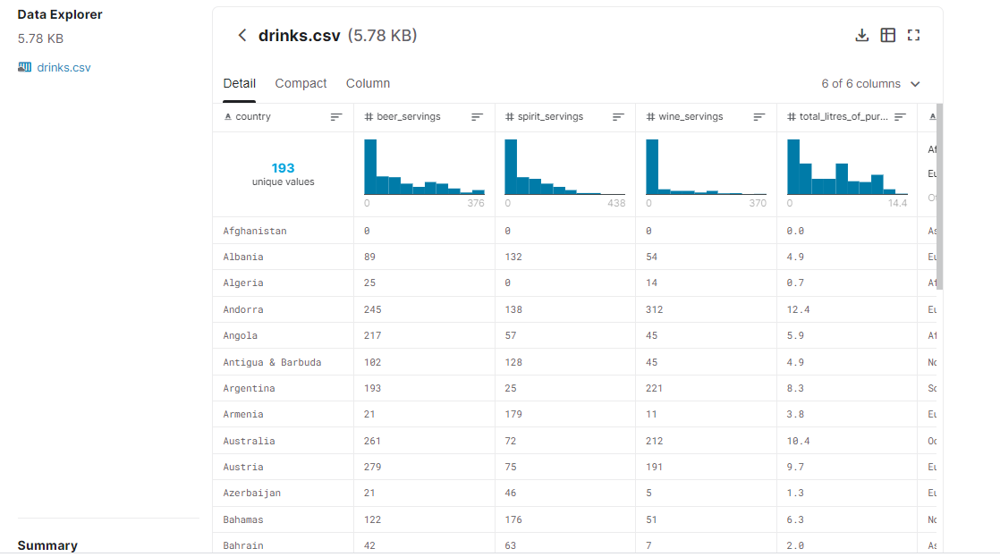 Data Explorer
5.78 KB
drinks.csv
drinks.csv (5.78 KB)
Detail Compact Column 6 of 6 columns
country # beer_servings # spirit_servings # wine_servings # total_litres_of_pur...
193
unique values
Af
Eu
Ot
0 376 0 438 0 370 0 14.4
Afghanistan 0 0 0 0.0 As
Albania 89 132 54 4.9 Eu
Algeria 25 0 14 0.7 Af
Andorra 245 138 312 12.4 Eu
Angola 217 57 45 5.9 Af
Antigua & Barbuda 102 128 45 4.9 No
Argentina 193 25 221 8.3 So
Armenia 21 179 11 3.8 Eu
Australia 261 72 212 10.4 Oc
Austria 279 75 191 9.7 Eu
Azerbaijan 21 46 5 1.3 Eu
Bahamas 122 176 51 6.3 No
Bahrain 42 63 7 2.0 As
Summary